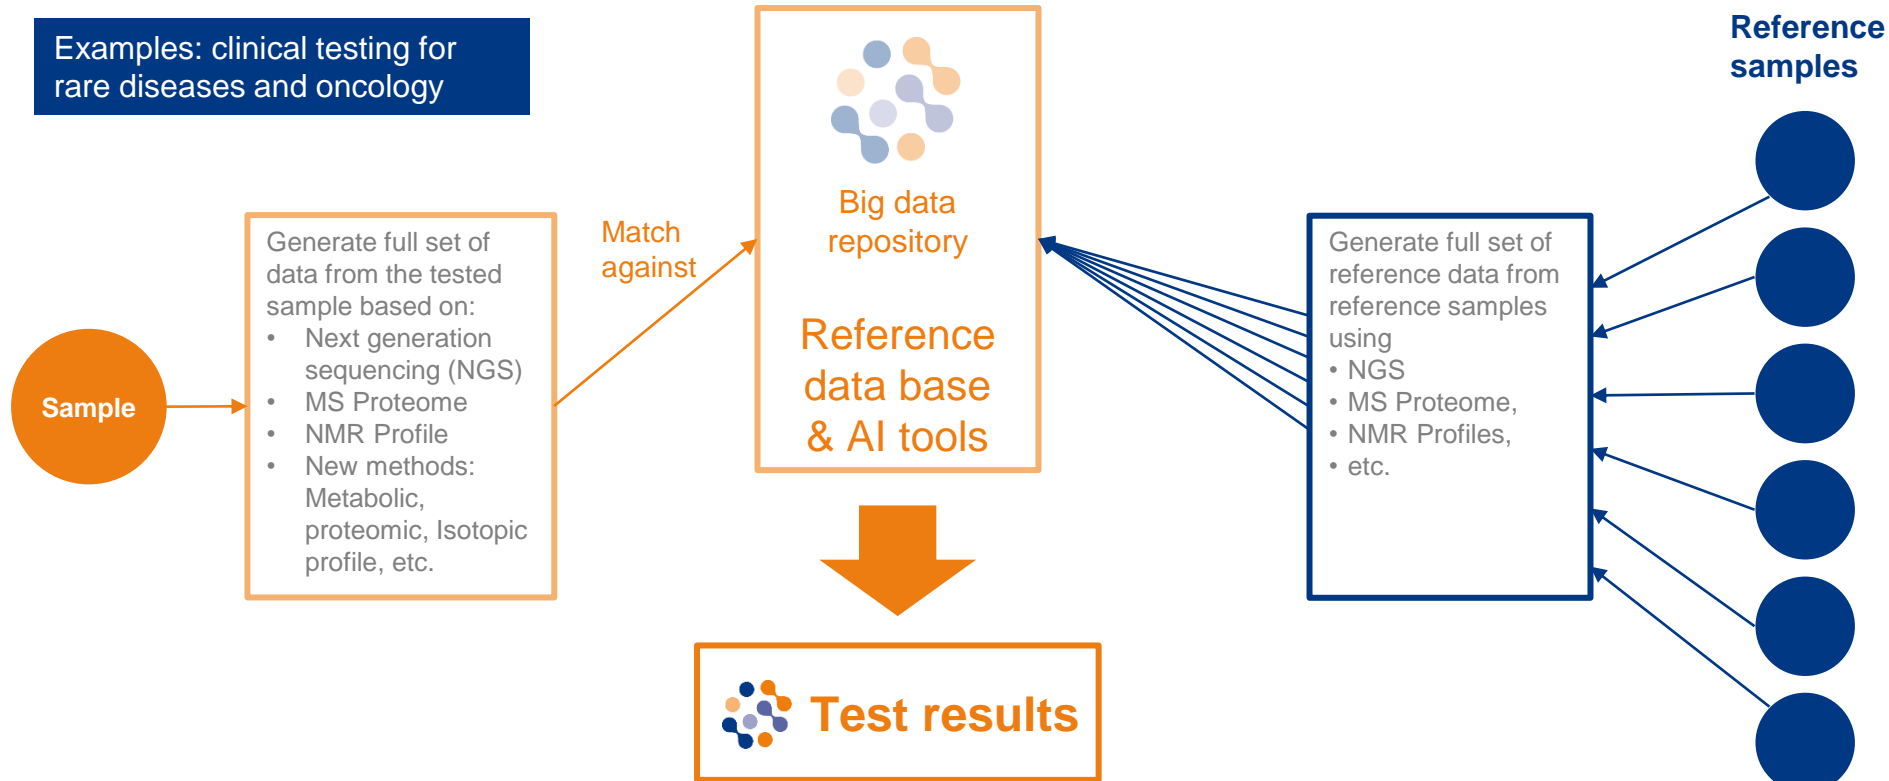 Examples: clinical testing for
rare diseases and oncology
Sample
Generate full set of
data from the tested
sample based on:
• Next generation
sequencing (NGS)
• MS Proteome
• NMR Profile
• New methods:
Metabolic,
proteomic, Isotopic
profile, etc.
Match
against
Big data
repository
Reference
data base
& AI tools
Test results
Generate full set of
reference data from
reference samples
using
• NGS
• MS Proteome,
• NMR Profiles,
• etc.
Reference
samples